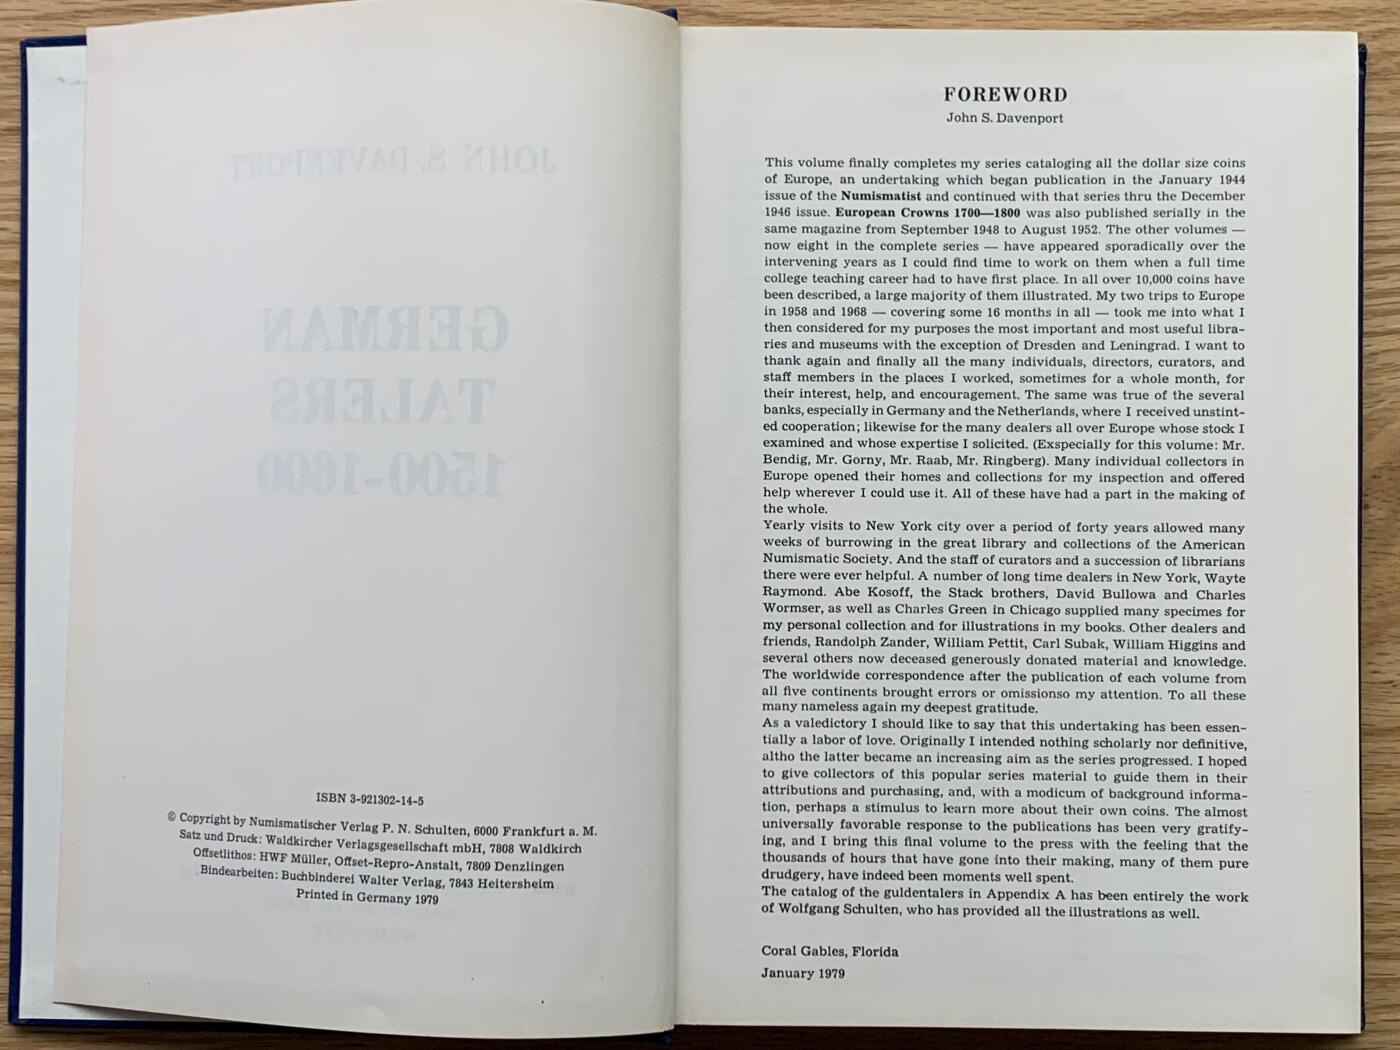 JOHN S. DAVENPORT
GERMAN
TALERS
1500-1600
ISBN 3-921302-14-5
© Copyright by Numismatischer Verlag P. N. Schulten, 6000 Frankfurt a. M.
Satz und Druck: Waldkircher Verlagsgesellschaft mbH, 7808 Waldkirch
Offsetlithos: HWF Müller, Offset-Repro-Anstalt, 7809 Denzlingen
Bindearbeiten: Buchbinderei Walter Verlag, 7843 Heitersheim
Printed in Germany 1979
FOREWORD
John S. Davenport
This volume finally completes my series cataloging all the dollar size coins
of Europe, an undertaking which began publication in the January 1944
issue of the Numismatist and continued with that series thru the December
1946 issue. European Crowns 1700—1800 was also published serially in the
same magazine from September 1948 to August 1952. The other volumes —
now eight in the complete series — have appeared sporadically over the
intervening years as I could find time to work on them when a full time
college teaching career had to have first place. In all over 10,000 coins have
been described, a large majority of them illustrated. My two trips to Europe
in 1958 and 1968 — covering some 16 months in all — took me into what I
then considered for my purposes the most important and most useful libra-
ries and museums with the exception of Dresden and Leningrad. I want to
thank again and finally all the many individuals, directors, curators, and
staff members in the places I worked, sometimes for a whole month, for
their interest, help, and encouragement. The same was true of the several
banks, especially in Germany and the Netherlands, where I received unstint-
ed cooperation; likewise for the many dealers all over Europe whose stock I
examined and whose expertise I solicited. (Exspecially for this volume: Mr.
Bendig, Mr. Gorny, Mr. Raab, Mr. Ringberg). Many individual collectors in
Europe opened their homes and collections for my inspection and offered
help wherever I could use it. All of these have had a part in the making of
the whole.
Yearly visits to New York city over a period of forty years allowed many
weeks of burrowing in the great library and collections of the American
Numismatic Society. And the staff of curators and a succession of librarians
there were ever helpful. A number of long time dealers in New York, Wayte
Raymond. Abe Kosoff, the Stack brothers, David Bullowa and Charles
Wormser, as well as Charles Green in Chicago supplied many specimes for
my personal collection and for illustrations in my books. Other dealers and
friends, Randolph Zander, William Pettit, Carl Subak, William Higgins and
several others now deceased generously donated material and knowledge.
The worldwide correspondence after the publication of each volume from
all five continents brought errors or omissionso my attention. To all these
many nameless again my deepest gratitude.
As a valedictory I should like to say that this undertaking has been essen-
tially a labor of love. Originally I intended nothing scholarly nor definitive,
altho the latter became an increasing aim as the series progressed. I hoped
to give collectors of this popular series material to guide them in their
attributions and purchasing, and, with a modicum of background informa-
tion, perhaps a stimulus to learn more about their own coins. The almost
universally favorable response to the publications has been very gratify-
ing, and I bring this final volume to the press with the feeling that the
thousands of hours that have gone into their making, many of them pure
drudgery, have indeed been moments well spent.
The catalog of the guldentalers in Appendix A has been entirely the work
of Wolfgang Schulten, who has provided all the illustrations as well.
Coral Gables, Florida
January 1979